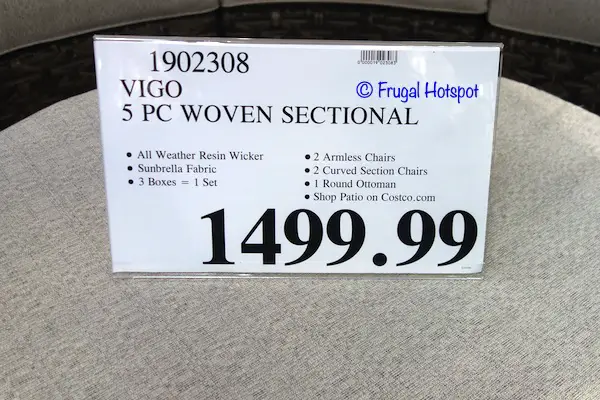 1902308
VIGO
5 PC WOVEN SECTIONAL
© Frugal Hotspot
• All Weather Resin Wicker
• Sunbrella Fabric
• 3 Boxes = 1 Set
• 2 Armless Chairs
• 2 Curved Section Chairs
• 1 Round Ottoman
• Shop Patio on Costco.com
1499.99